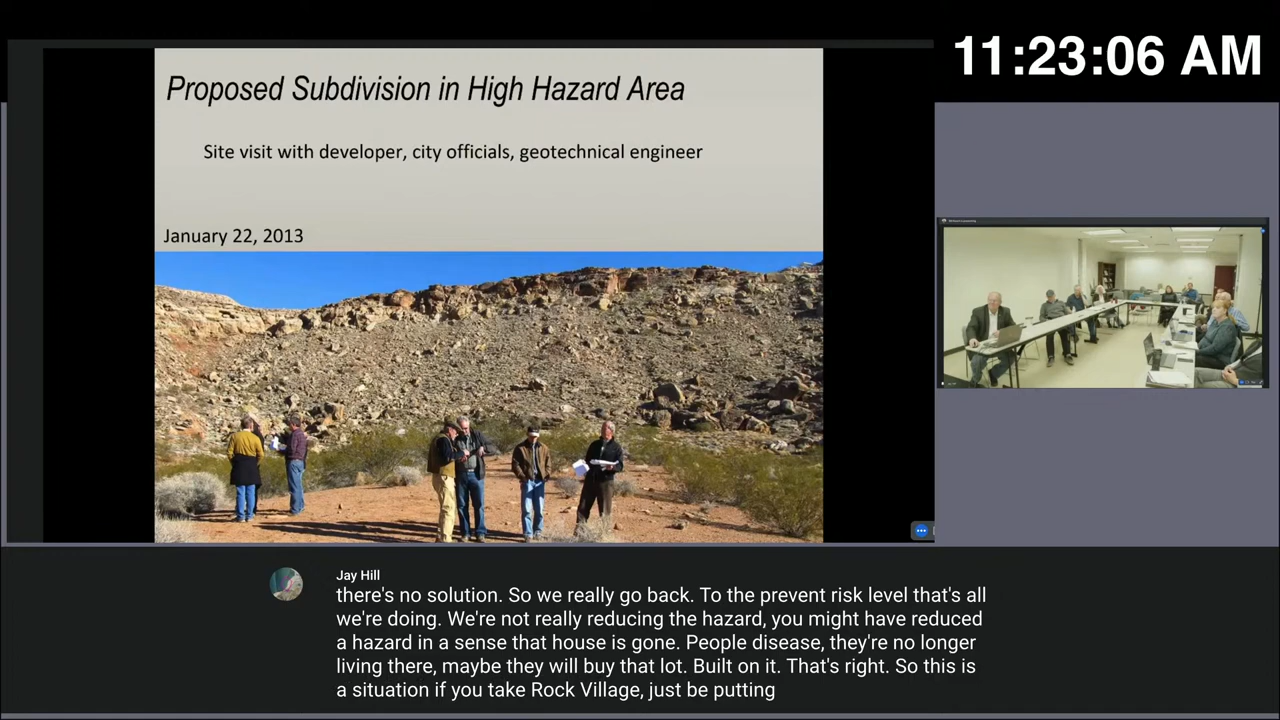 11:23:06 AM
Proposed Subdivision in High Hazard Area
Site visit with developer, city officials, geotechnical engineer
January 22, 2013
Jay Hill
there's no solution. So we really go back. To the prevent risk level that's all
we're doing. We're not really reducing the hazard, you might have reduced
a hazard in a sense that house is gone. People disease, they're no longer
living there, maybe they will buy that lot. Built on it. That's right. So this is
a situation if you take Rock Village, just be putting